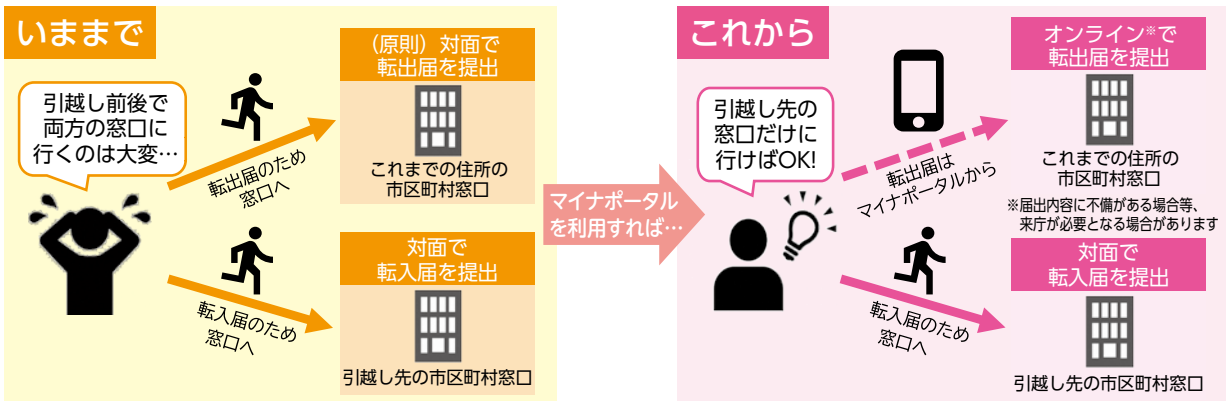 いままで
引越し前後で
両方の窓口に
行くのは大変…
転出届のため
窓口へ
(原則)対面で
転出届を提出
これまでの住所の
市区町村窓口
転入届のため
窓口へ
対面で
転入届を提出
引越し先の市区町村窓口
マイナポータル
を利用すれば…
これから
引越し先の
窓口だけに
行けばOK!
転出届は
マイナポータルから
オンライン※で
転出届を提出
これまでの住所の
市区町村窓口
※届出内容に不備がある場合等、
来庁が必要となる場合があります
転入届のため
窓口へ
対面で
転入届を提出
引越し先の市区町村窓口